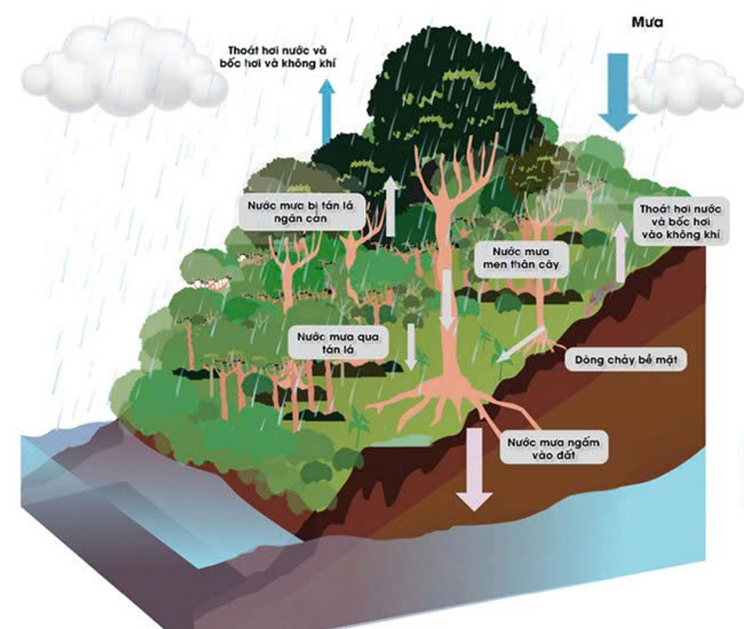 Mưa
Thoát hơi nước và
bốc hơi và không khí
Nước mưa bị tán lá
ngăn cản
Thoát hơi nước
và bốc hơi
vào không khí
Nước mưa
men thân cây
Nước mưa qua
tán lá
Dòng chảy bề mặt
Nước mưa ngấm
vào đất